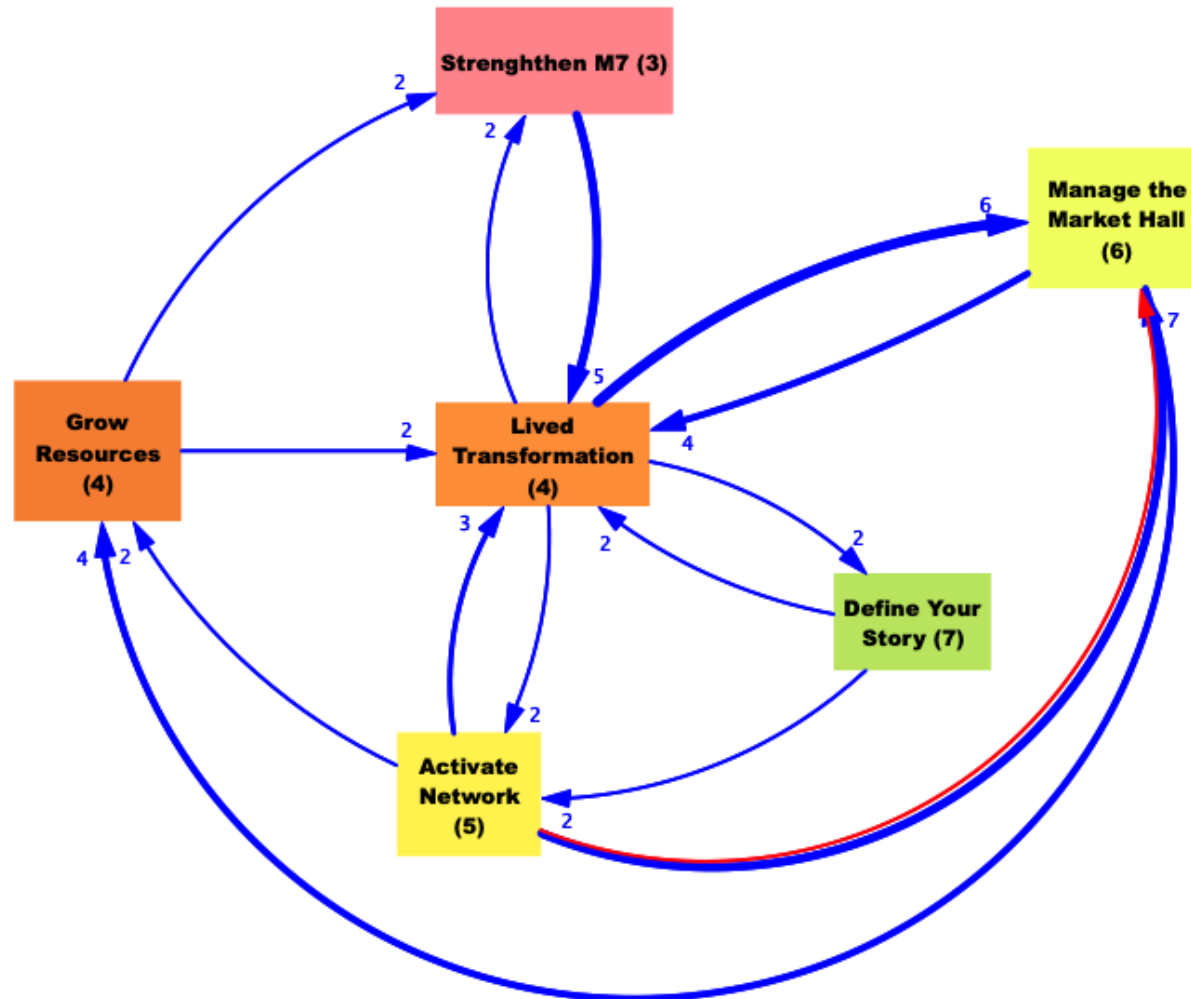 Strenghthen M7 (3)
2
2
Manage the
Market Hall
(6)
6
7
5
4
Grow
Resources
(4)
2
Lived
Transformation
(4)
3
2
2
4
2
Define Your
Story (7)
2
Activate
Network
(5)
2